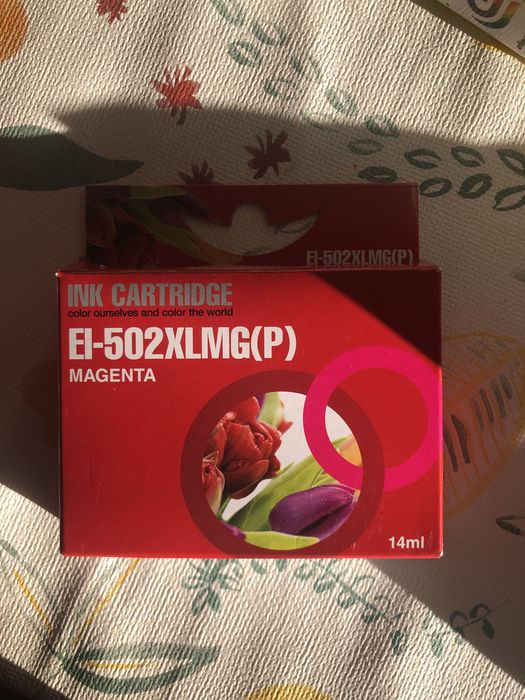 EI-502XLMG(P)
INK CARTRIDGE
color ourselves and color the world
EI-502XLMG(P)
MAGENTA
14ml